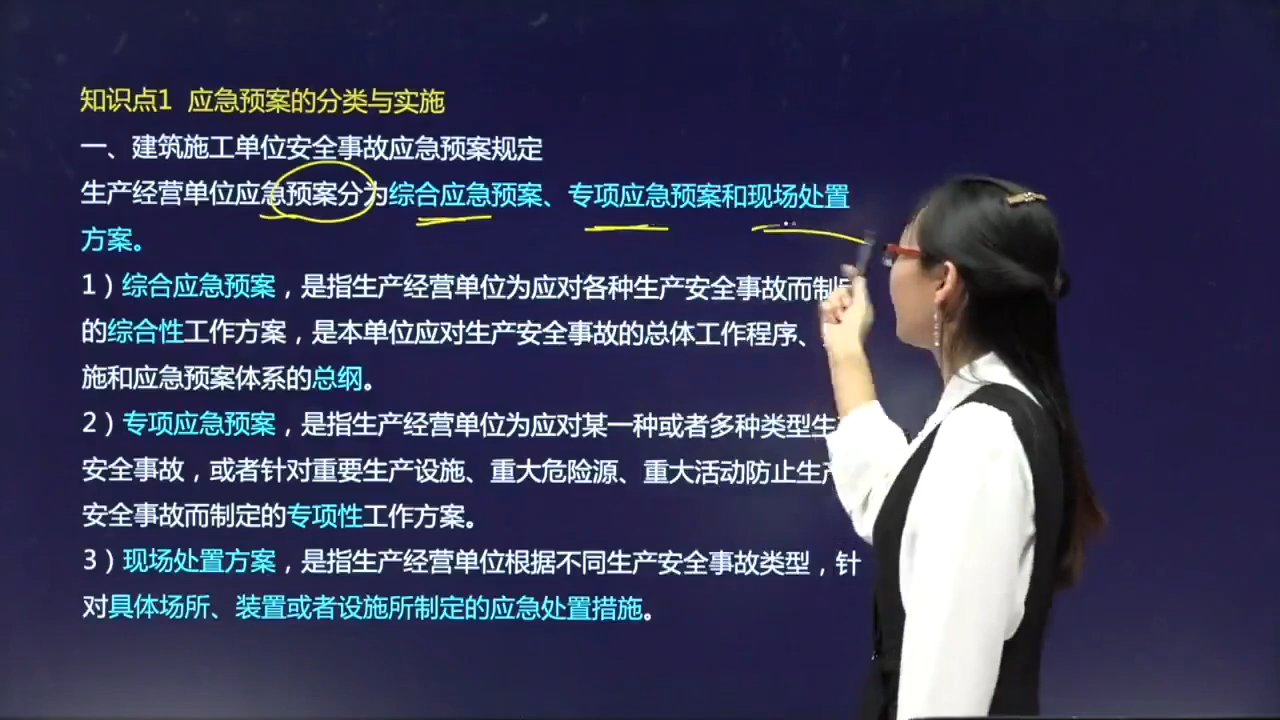 知识点1 应急预案的分类与实施
一、建筑施工单位安全事故应急预案规定
生产经营单位应急预案分为综合应急预案、专项应急预案和现场处置
方案。
1）综合应急预案，是指生产经营单位为应对各种生产安全事故而制
的综合性工作方案，是本单位应对生产安全事故的总体工作程序、
施和应急预案体系的总纲。
2）专项应急预案，是指生产经营单位为应对某一种或者多种类型生
安全事故，或者针对重要生产设施、重大危险源、重大活动防止生产
安全事故而制定的专项性工作方案。
3）现场处置方案，是指生产经营单位根据不同生产安全事故类型，针
对具体场所、装置或者设施所制定的应急处置措施。